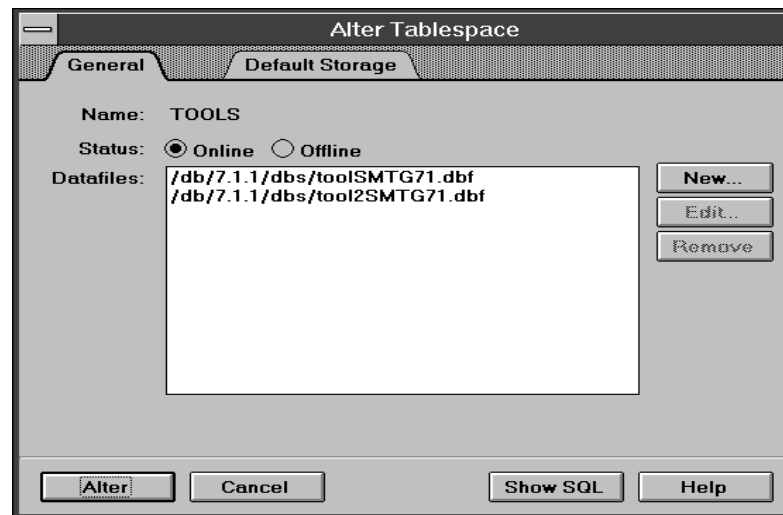 Alter Tablespace
General Default Storage
Name: TOOLS
Status: Online Offline
Datafiles: /db/7.1.1/dbs/toolSMTG71.dbf
/db/7.1.1/dbs/tool2SMTG71.dbf
New...
Edit...
Remove
Alter Cancel Show SQL Help